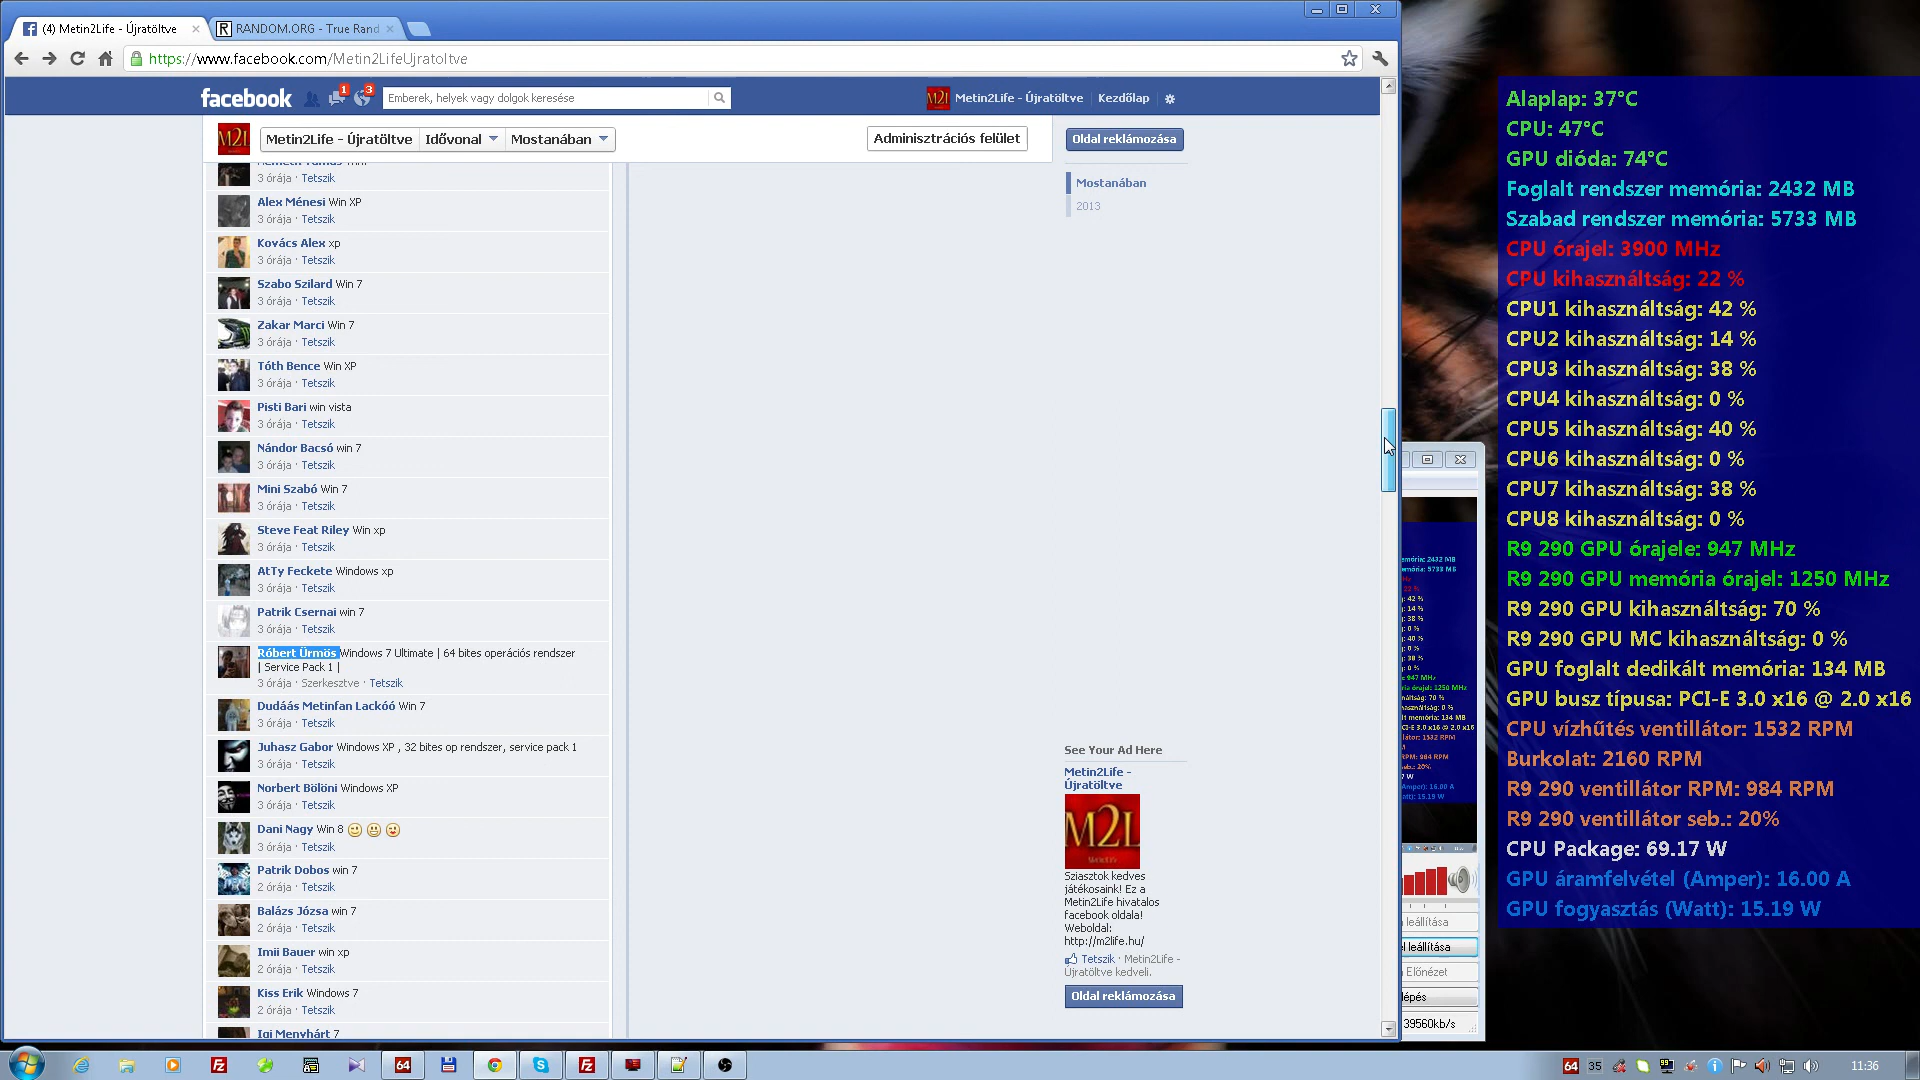 (4) Metin2Life - Újratöltve
RANDOM.ORG - True Rand
https://www.facebook.com/Metin2LifeUjratoltve
facebook
1
3
Emberek, helyek vagy dolgok keresése
M2L
Metin2Life - Újratöltve
Kezdőlap
M2L
Metin2Life - Újratöltve
Idővonal
Mostanában
Adminisztrációs felület
Oldal reklámozása
Mostanában
2013
3 órája · Tetszik
Alex Ménesi Win XP
3 órája · Tetszik
Kovács Alex xp
3 órája · Tetszik
Szabo Szilard Win 7
3 órája · Tetszik
Zakar Marci Win 7
3 órája · Tetszik
Tóth Bence Win XP
3 órája · Tetszik
Pisti Bari win vista
3 órája · Tetszik
Nándor Bacsó win 7
3 órája · Tetszik
Mini Szabó Win 7
3 órája · Tetszik
Steve Feat Riley Win xp
3 órája · Tetszik
AtTy Feckete Windows xp
3 órája · Tetszik
Patrik Csernai win 7
3 órája · Tetszik
Róbert Ürmös Windows 7 Ultimate | 64 bites operációs rendszer
| Service Pack 1 |
3 órája · Szerkesztve · Tetszik
Dudáás Metinfan Lackóó Win 7
3 órája · Tetszik
Juhasz Gabor Windows XP , 32 bites op rendszer, service pack 1
3 órája · Tetszik
Norbert Bölöni Windows XP
3 órája · Tetszik
Dani Nagy Win 8
3 órája · Tetszik
Patrik Dobos win 7
2 órája · Tetszik
Balázs Józsa win 7
2 órája · Tetszik
Imii Bauer win xp
2 órája · Tetszik
Kiss Erik Windows 7
2 órája · Tetszik
Igi Menyhárt 7
See Your Ad Here
Metin2Life -
Újratöltve
M2L
Sziasztok kedves
játékosaink! Ez a
Metin2Life hivatalos
facebook oldala!
Weboldal:
http://m2life.hu/
Tetszik · Metin2Life -
Újratöltve kedveli.
Oldal reklámozása
Alaplap: 37°C
CPU: 47°C
GPU dióda: 74°C
Foglalt rendszer memória: 2432 MB
Szabad rendszer memória: 5733 MB
CPU órajel: 3900 MHz
CPU kihasználtság: 22 %
CPU1 kihasználtság: 42 %
CPU2 kihasználtság: 14 %
CPU3 kihasználtság: 38 %
CPU4 kihasználtság: 0 %
CPU5 kihasználtság: 40 %
CPU6 kihasználtság: 0 %
CPU7 kihasználtság: 38 %
CPU8 kihasználtság: 0 %
R9 290 GPU órajele: 947 MHz
R9 290 GPU memória órajel: 1250 MHz
R9 290 GPU kihasználtság: 70 %
R9 290 GPU MC kihasználtság: 0 %
GPU foglalt dedikált memória: 134 MB
GPU busz típusa: PCI-E 3.0 x16 @ 2.0 x16
CPU vízhűtés ventillátor: 1532 RPM
Burkolat: 2160 RPM
R9 290 ventillátor RPM: 984 RPM
R9 290 ventillátor seb.: 20%
CPU Package: 69.17 W
GPU áramfelvétel (Amper): 16.00 A
GPU fogyasztás (Watt): 15.19 W
leállítása
leállítása
Előnézet
39560kb/s
64
64
35
11:36